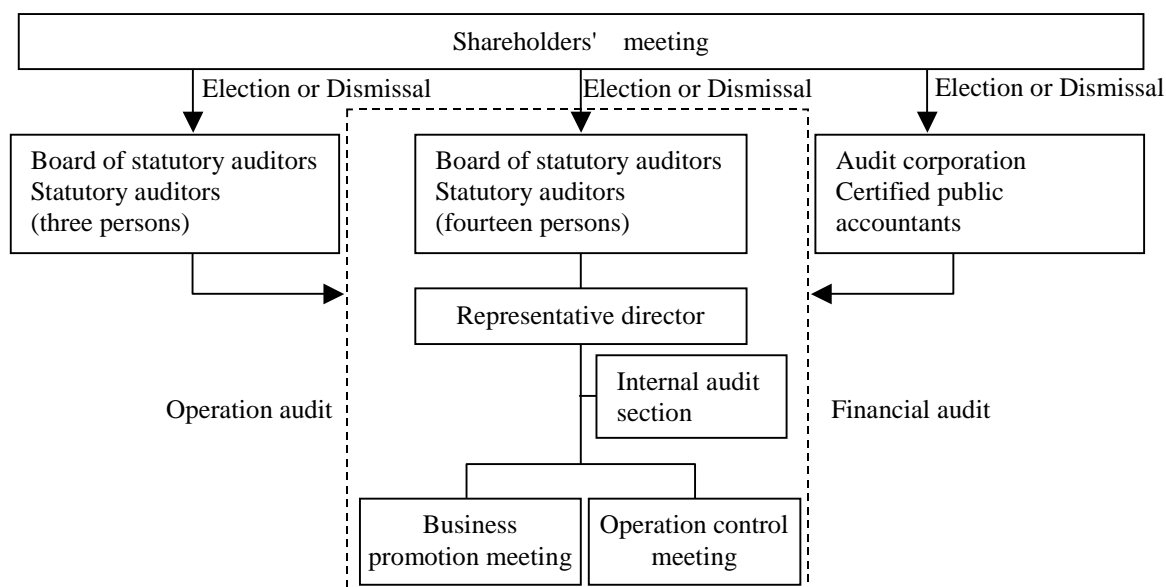 Shareholders' meeting
Election or Dismissal
Election or Dismissal
Election or Dismissal
Board of statutory auditors
Statutory auditors
(three persons)
Board of statutory auditors
Statutory auditors
(fourteen persons)
Audit corporation
Certified public
accountants
Representative director
Internal audit
section
Operation audit
Financial audit
Business
promotion meeting
Operation control
meeting